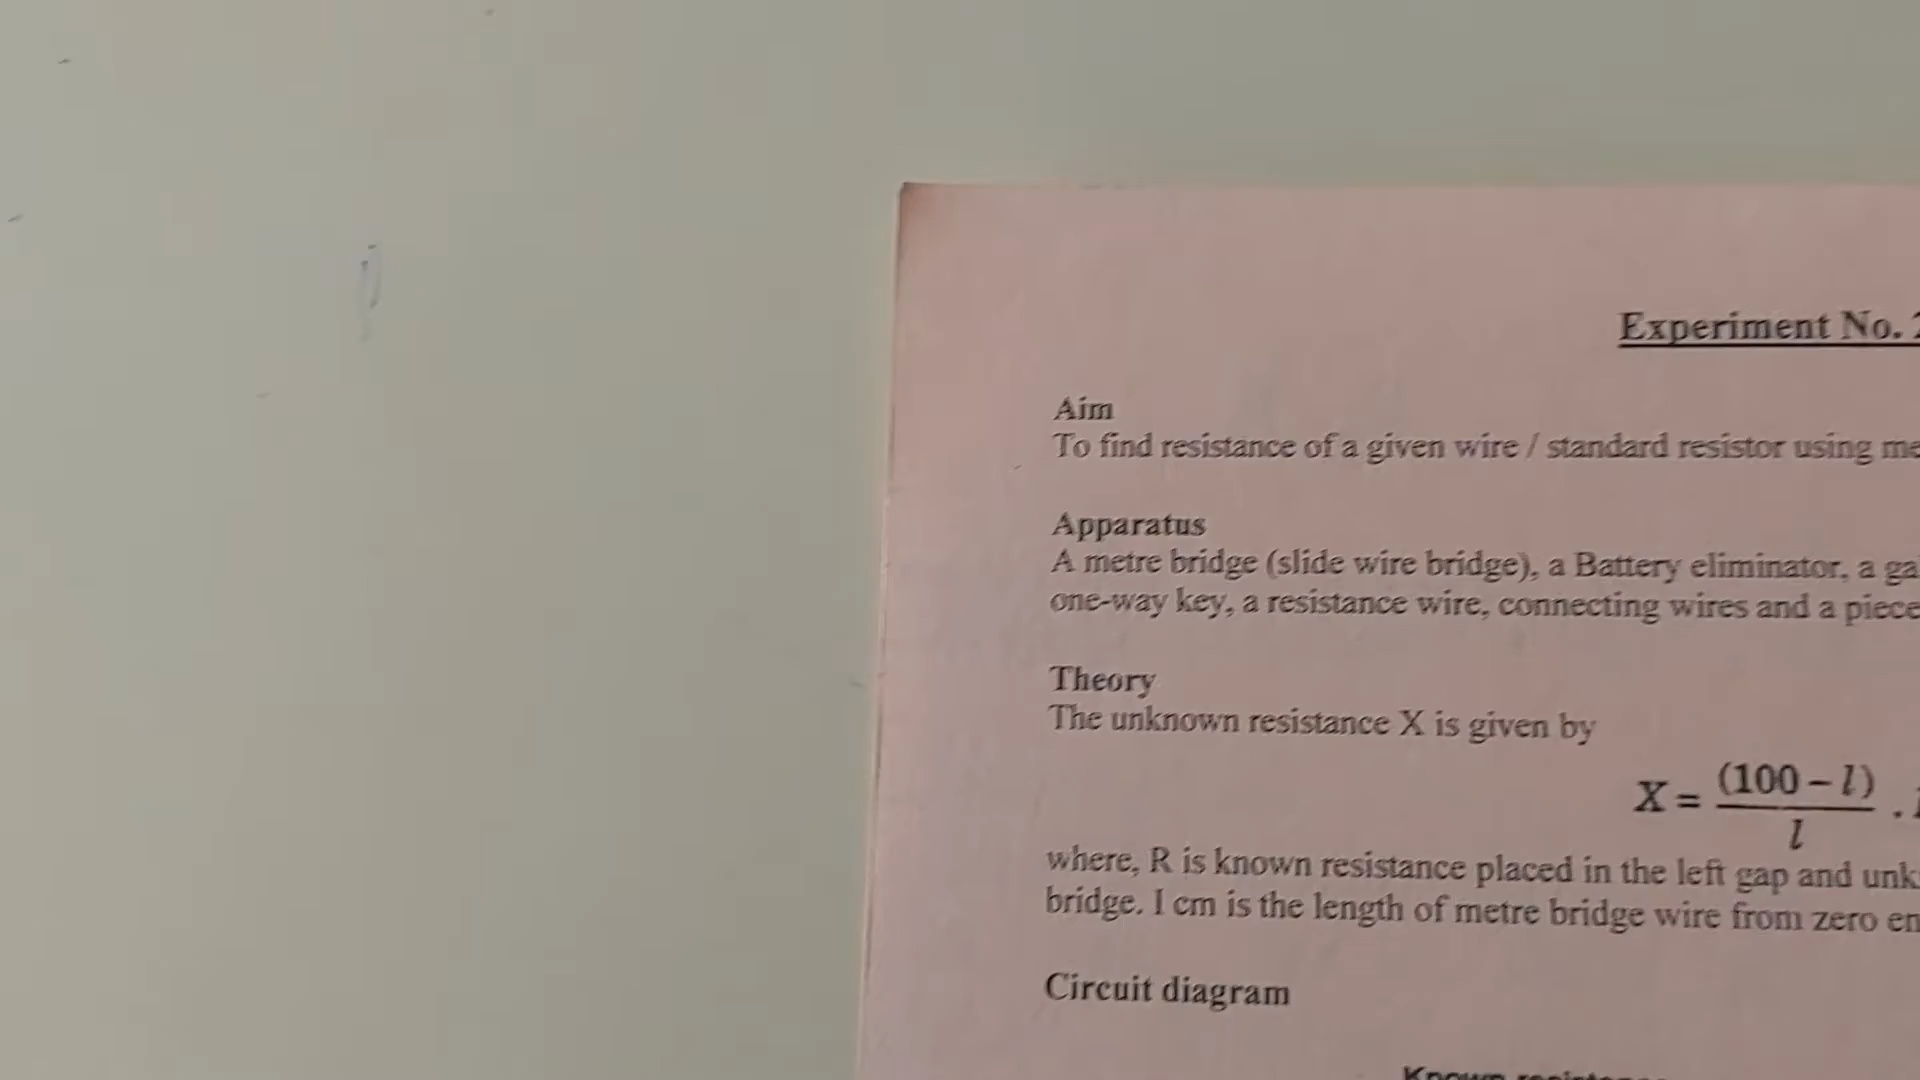 Experiment No.
Aim
To find resistance of a given wire / standard resistor using
Apparatus
A metre bridge (slide wire bridge), a Battery eliminator, a
one-way key, a resistance wire, connecting wires and a piece
Theory
The unknown resistance X is given by
X = (100 – l) / l .
where, R is known resistance placed in the left gap and
bridge. I cm is the length of metre bridge wire from zero
Circuit diagram
Known